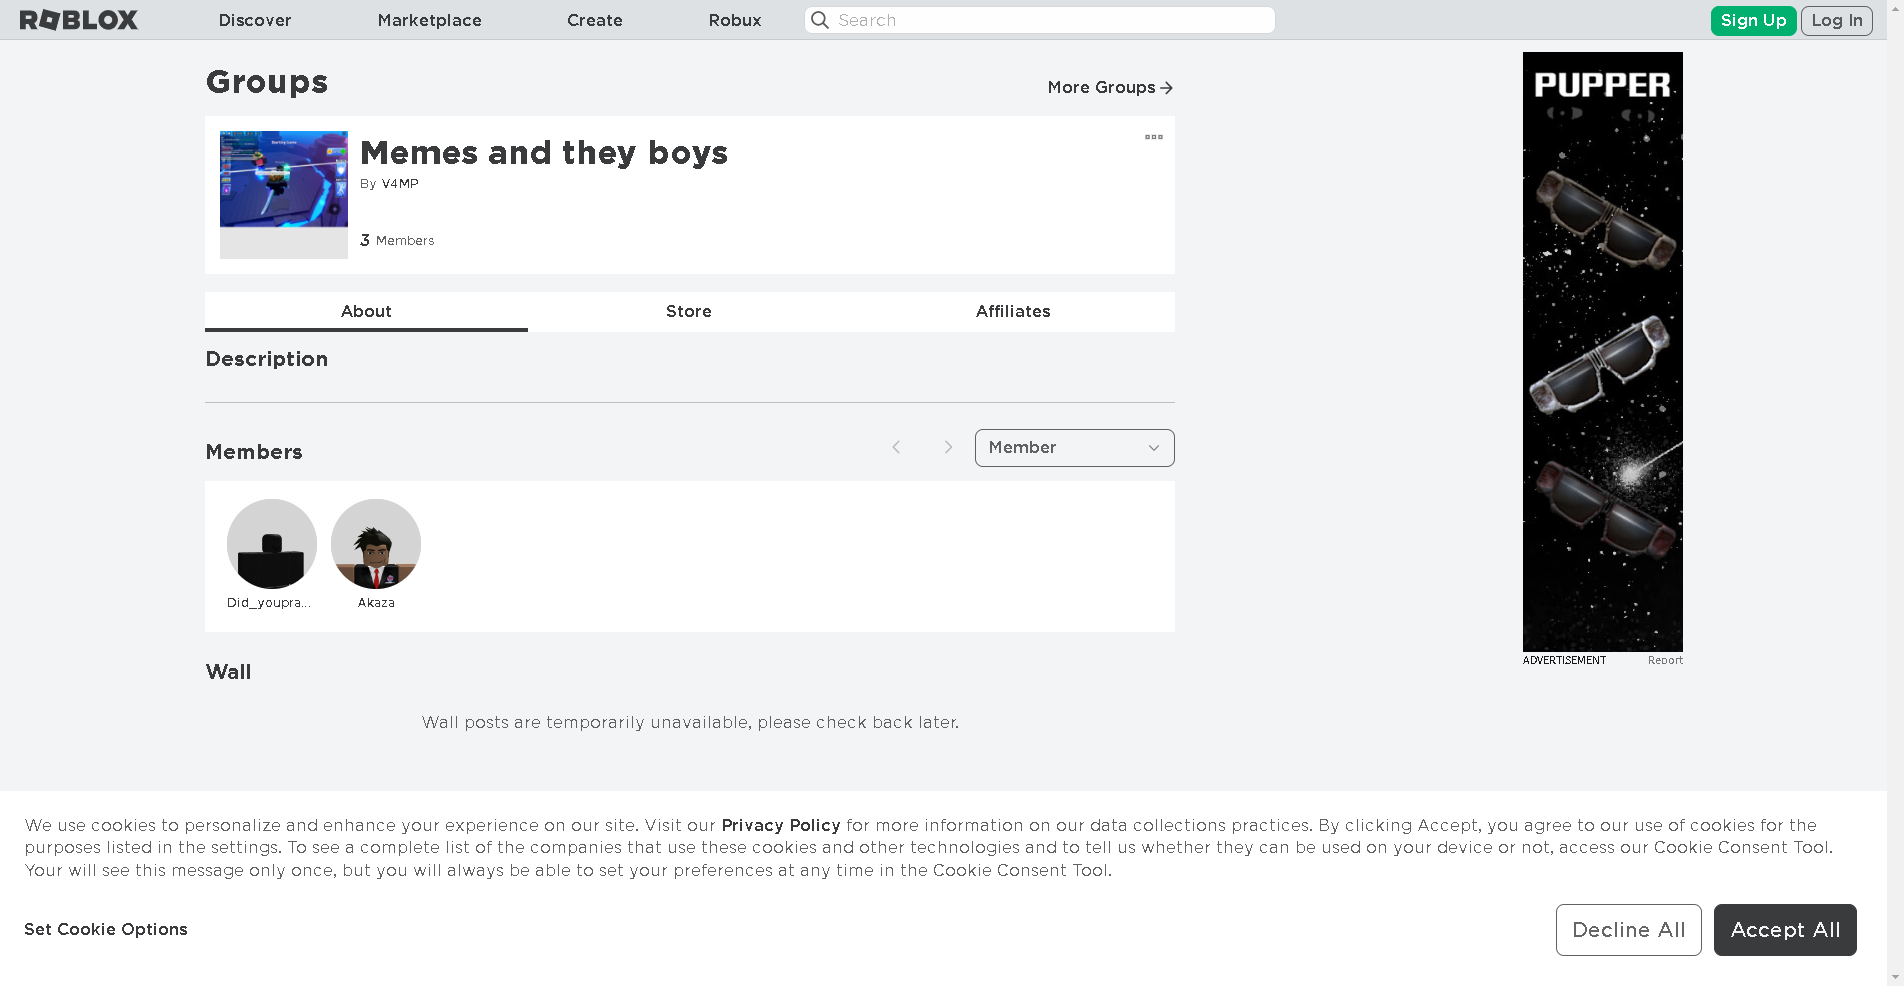 ROBLOX
Discover
Marketplace
Create
Robux
Search
Sign Up
Log In
Groups
More Groups
Memes and they boys
By V4MP
3 Members
About
Store
Affiliates
Description
Members
Member
Did_youpra...
Akaza
Wall
Wall posts are temporarily unavailable, please check back later.
PUPPER
ADVERTISEMENT
Report
We use cookies to personalize and enhance your experience on our site. Visit our Privacy Policy for more information on our data collections practices. By clicking Accept, you agree to our use of cookies for the
purposes listed in the settings. To see a complete list of the companies that use these cookies and other technologies and to tell us whether they can be used on your device or not, access our Cookie Consent Tool.
Your will see this message only once, but you will always be able to set your preferences at any time in the Cookie Consent Tool.
Set Cookie Options
Decline All
Accept All